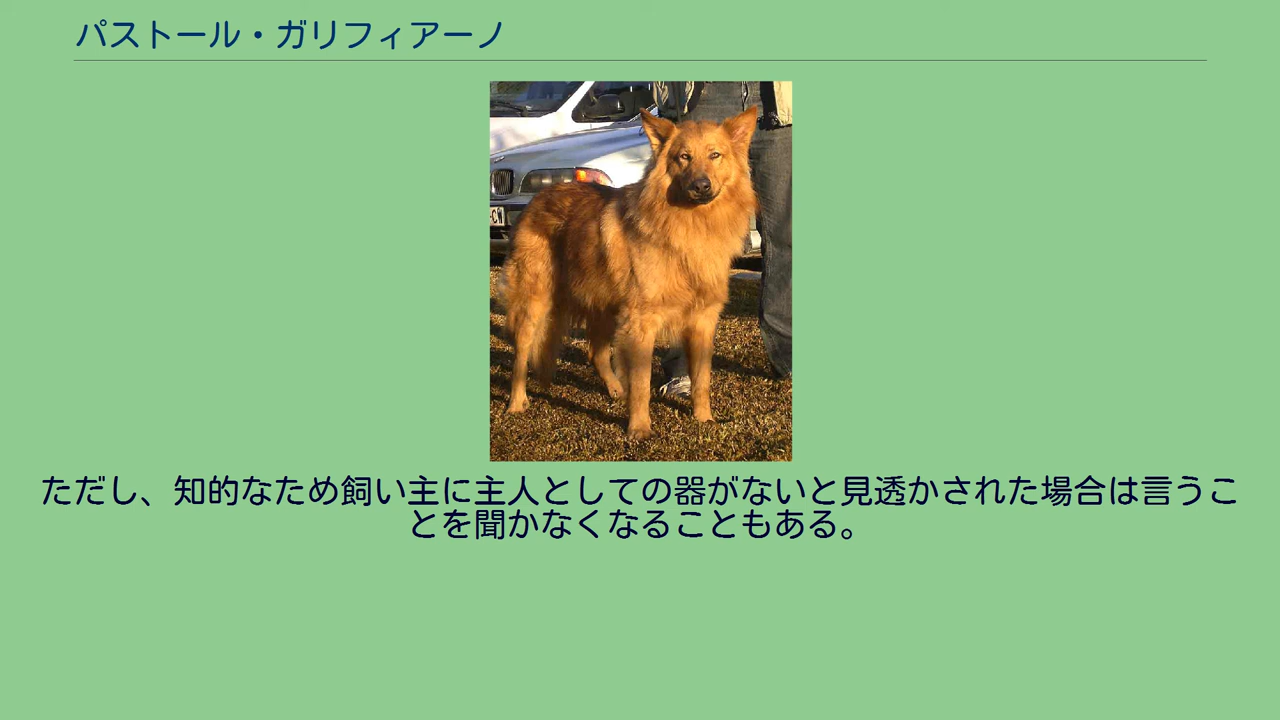 パストール・ガリフィアーノ
ただし、知的なため飼い主に主人としての器がないと見透かされた場合は言うこ
とを聞かなくなることもある。